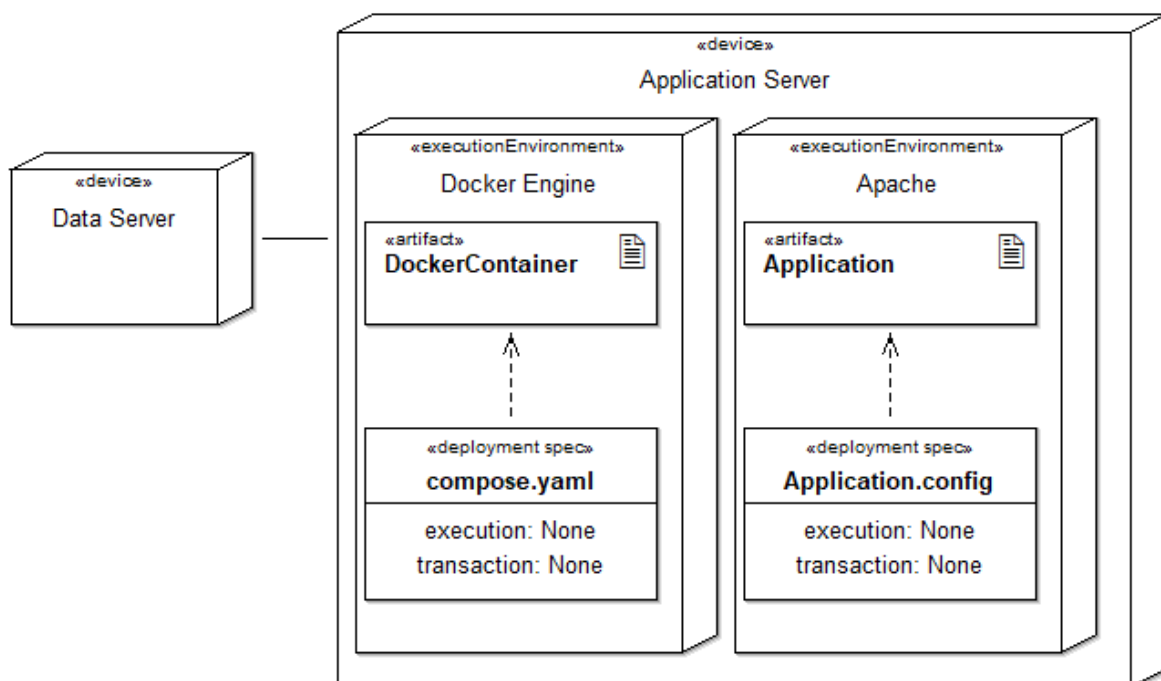 «device»
Data Server
«device»
Application Server
«executionEnvironment»
Docker Engine
«artifact»
DockerContainer
«deployment spec»
compose.yaml
execution: None
transaction: None
«executionEnvironment»
Apache
«artifact»
Application
«deployment spec»
Application.config
execution: None
transaction: None